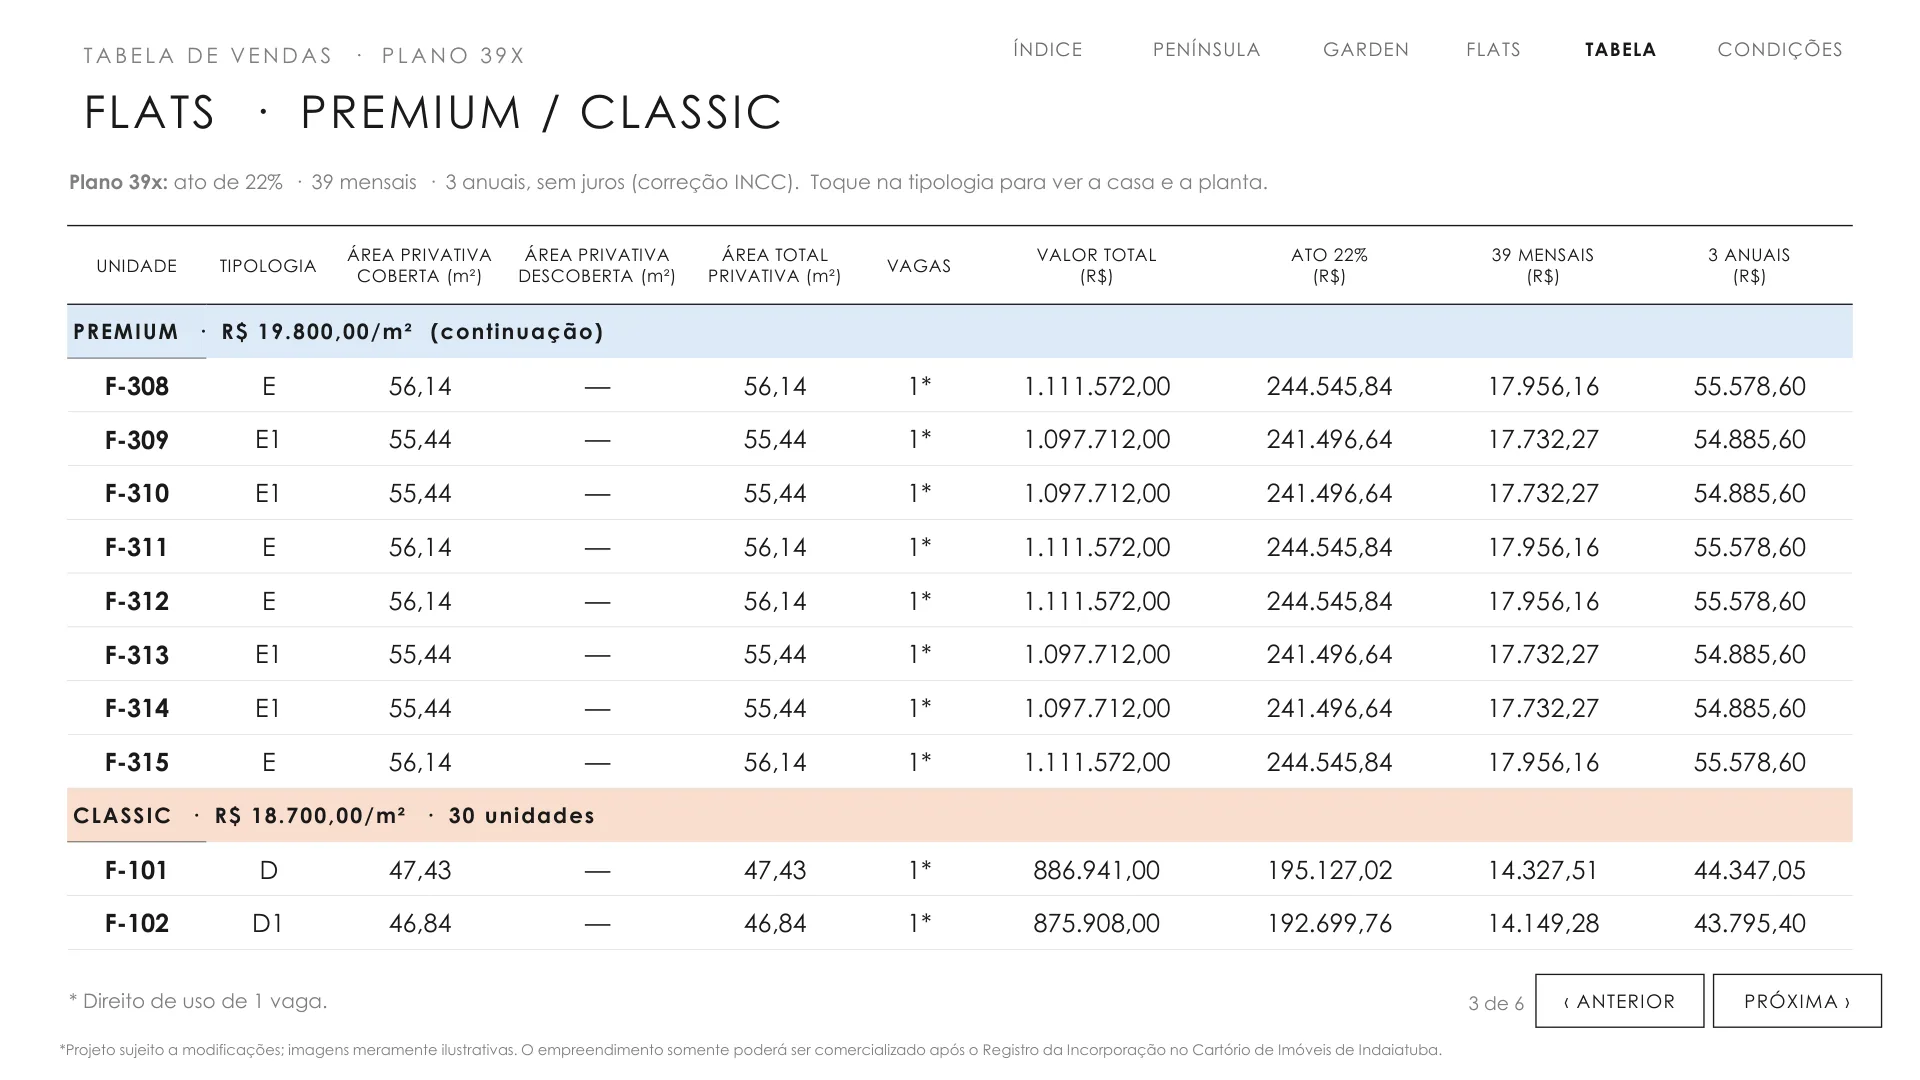 TABELA DE VENDAS · PLANO 39X
ÍNDICE PENÍNSULA GARDEN FLATS TABELA CONDIÇÕES
FLATS · PREMIUM / CLASSIC
Plano 39x: ato de 22% · 39 mensais · 3 anuais, sem juros (correção INCC). Toque na tipologia para ver a casa e a planta.
UNIDADE TIPOLOGIA ÁREA PRIVATIVA COBERTA (m²) ÁREA PRIVATIVA DESCOBERTA (m²) ÁREA TOTAL PRIVATIVA (m²) VAGAS VALOR TOTAL (R$) ATO 22% (R$) 39 MENSAIS (R$) 3 ANUAIS (R$)
PREMIUM · R$ 19.800,00/m² (continuação)
F-308 E 56,14 — 56,14 1* 1.111.572,00 244.545,84 17.956,16 55.578,60
F-309 E1 55,44 — 55,44 1* 1.097.712,00 241.496,64 17.732,27 54.885,60
F-310 E1 55,44 — 55,44 1* 1.097.712,00 241.496,64 17.732,27 54.885,60
F-311 E 56,14 — 56,14 1* 1.111.572,00 244.545,84 17.956,16 55.578,60
F-312 E 56,14 — 56,14 1* 1.111.572,00 244.545,84 17.956,16 55.578,60
F-313 E1 55,44 — 55,44 1* 1.097.712,00 241.496,64 17.732,27 54.885,60
F-314 E1 55,44 — 55,44 1* 1.097.712,00 241.496,64 17.732,27 54.885,60
F-315 E 56,14 — 56,14 1* 1.111.572,00 244.545,84 17.956,16 55.578,60
CLASSIC · R$ 18.700,00/m² · 30 unidades
F-101 D 47,43 — 47,43 1* 886.941,00 195.127,02 14.327,51 44.347,05
F-102 D1 46,84 — 46,84 1* 875.908,00 192.699,76 14.149,28 43.795,40
* Direito de uso de 1 vaga.
3 de 6 ‹ ANTERIOR PRÓXIMA ›
*Projeto sujeito a modificações; imagens meramente ilustrativas. O empreendimento somente poderá ser comercializado após o Registro da Incorporação no Cartório de Imóveis de Indaiatuba.